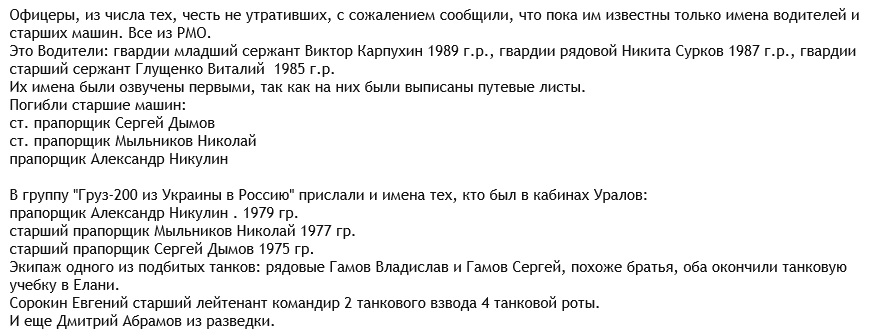 Офицеры, из числа тех, честь не утративших, с сожалением сообщили, что пока им известны только имена водителей и
старших машин. Все из РМО.
Это Водители: гвардии младший сержант Виктор Карпухин 1989 г.р., гвардии рядовой Никита Сурков 1987 г.р., гвардии
старший сержант Глущенко Виталий  1985 г.р.
Их имена были озвучены первыми, так как на них были выписаны путевые листы.
Погибли старшие машин:
ст. прапорщик Сергей Дымов
ст. прапорщик Мыльников Николай
прапорщик Александр Никулин

В группу "Груз-200 из Украины в Россию" прислали и имена тех, кто был в кабинах Уралов:
прапорщик Александр Никулин . 1979 гр.
старший прапорщик Мыльников Николай 1977 гр.
старший прапорщик Сергей Дымов 1975 гр.
Экипаж одного из подбитых танков: рядовые Гамов Владислав и Гамов Сергей, похоже братья, оба окончили танковую
учебку в Елани.
Сорокин Евгений старший лейтенант командир 2 танкового взвода 4 танковой роты.
И еще Дмитрий Абрамов из разведки.